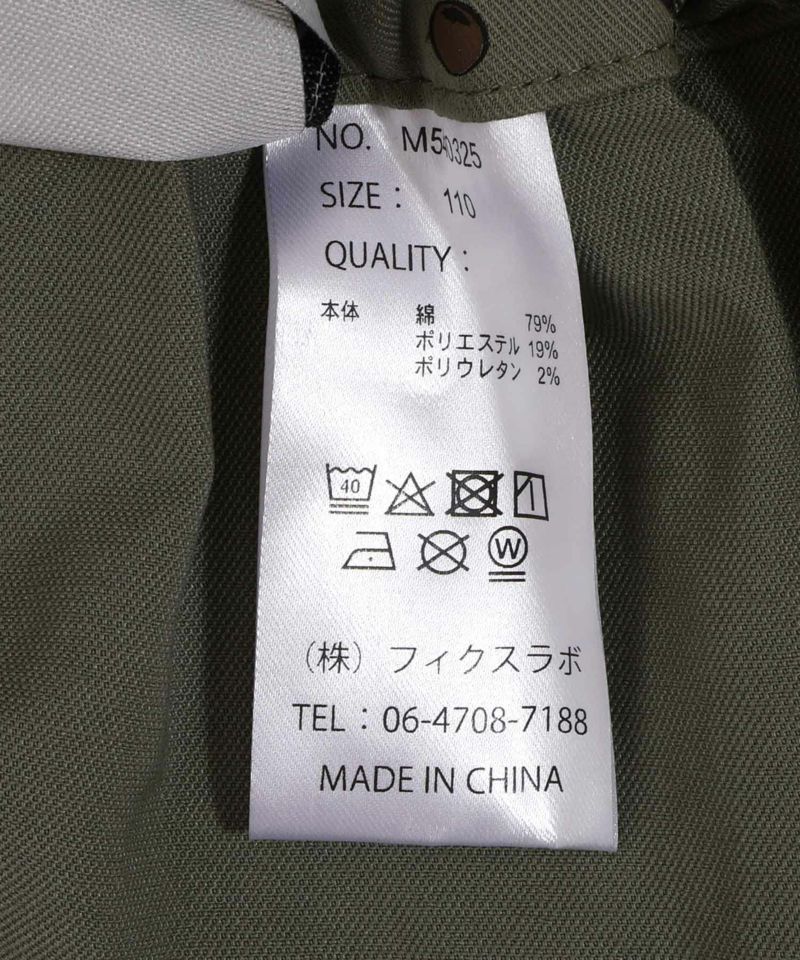 NO. M540325
SIZE : 110
QUALITY :
本体 綿 79%
ポリエステル 19%
ポリウレタン 2%
40
W
（株）フィクスラボ
TEL : 06-4708-7188
MADE IN CHINA